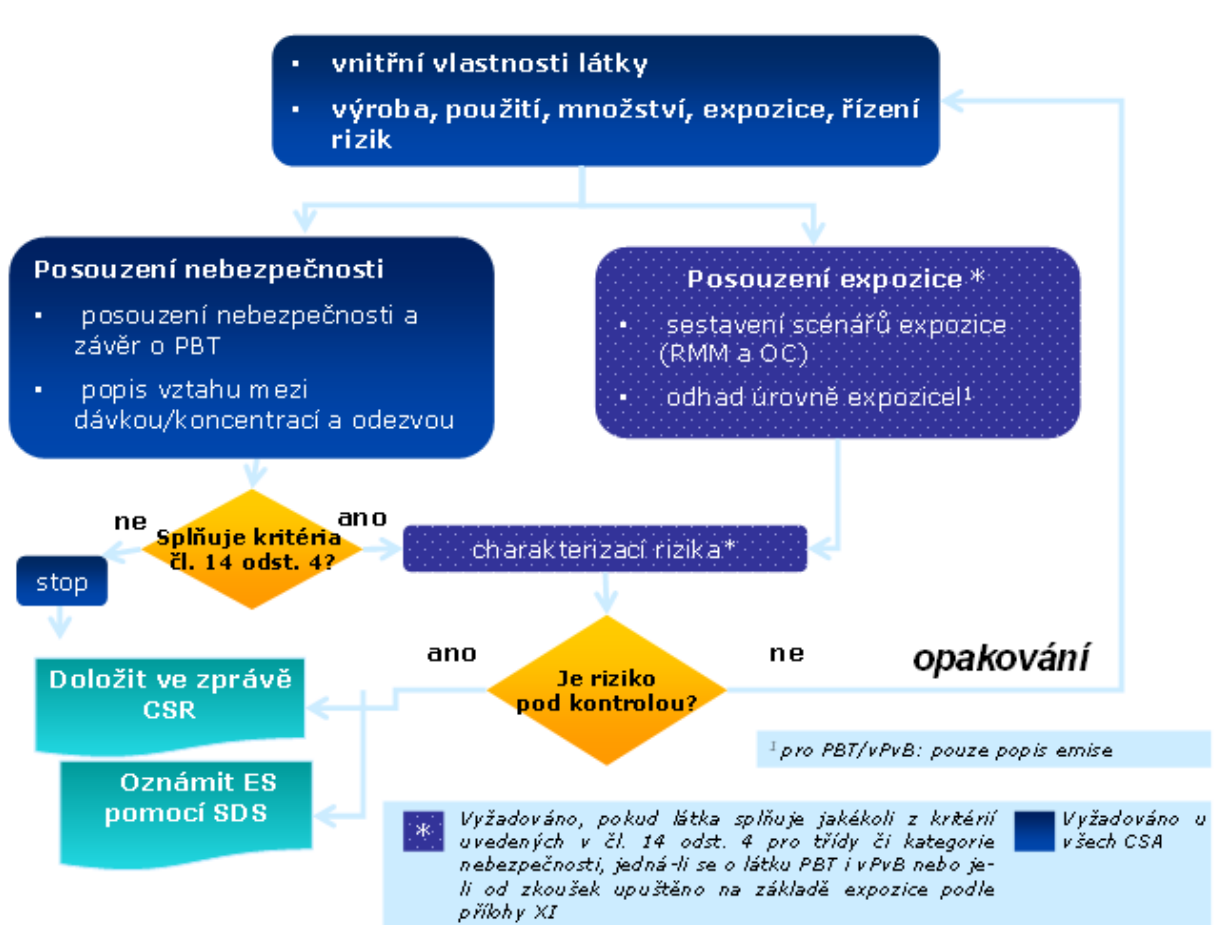 ▪ vnitřní vlastnosti látky
▪ výroba, použití, množství, expozice, řízení
rizik
Posouzení nebezpečnosti
▪ posouzení nebezpečnosti a
závěr o PBT
▪ popis vztahu mezi
dávkou/koncentrací a odezvou
Posouzení expozice *
▪ sestavení scénářů expozice
(RMM a OC)
▪ odhad úrovně expozicel¹
ne
Splňuje kritéria
čl. 14 odst. 4?
ano
stop
charakterizací rizika*
ano
Je riziko
pod kontrolou?
ne
opakování
Doložit ve zprávě
CSR
Oznámit ES
pomocí SDS
¹ pro PBT/vPvB: pouze popis emise
*
Vyžadováno, pokud látka splňuje jakékoli z kritérií
uvedených v čl. 14 odst. 4 pro třídy či kategorie
nebezpečnosti, jedná-li se o látku PBT i vPvB nebo je-
li od zkoušek upuštěno na základě expozice podle
přílohy XI
Vyžadováno u
všech CSA